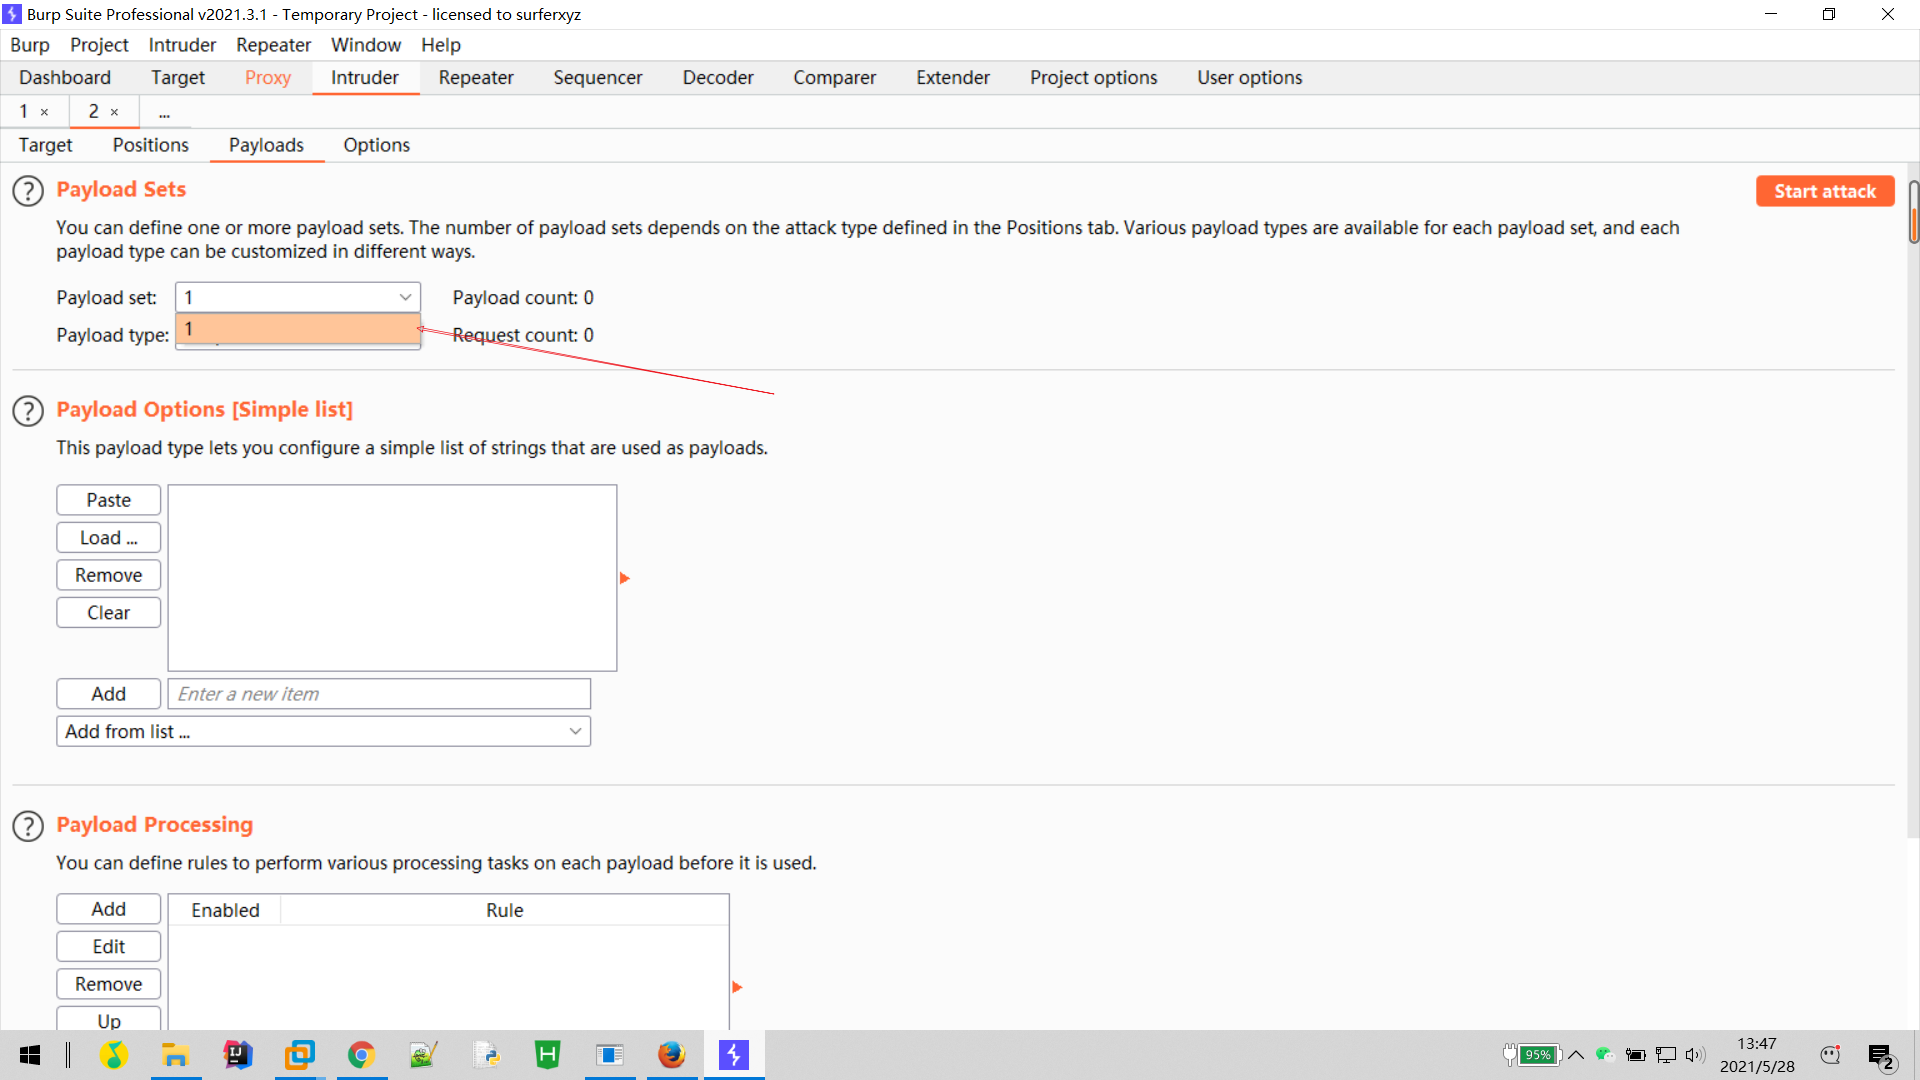 Burp Suite Professional v2021.3.1 - Temporary Project - licensed to surferxyz
Burp Project Intruder Repeater Window Help
Dashboard Target Proxy Intruder Repeater Sequencer Decoder Comparer Extender Project options User options
1 × 2 × ...
Target Positions Payloads Options
? Payload Sets Start attack
You can define one or more payload sets. The number of payload sets depends on the attack type defined in the Positions tab. Various payload types are available for each payload set, and each
payload type can be customized in different ways.
Payload set: 1 Payload count: 0
Payload type: 1 Request count: 0
? Payload Options [Simple list]
This payload type lets you configure a simple list of strings that are used as payloads.
Paste
Load ...
Remove
Clear
Add Enter a new item
Add from list ...
? Payload Processing
You can define rules to perform various processing tasks on each payload before it is used.
Add Enabled Rule
Edit
Remove
Up
95% 13:47
2021/5/28 2